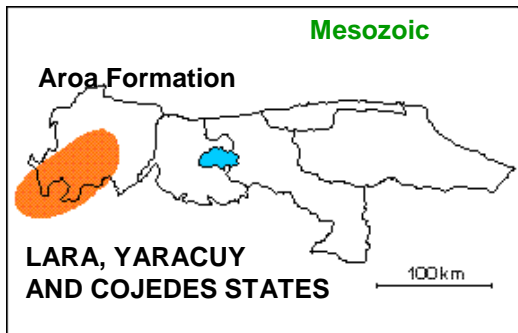 Mesozoic
Aroa Formation
LARA, YARACUY
AND COJEDES STATES
100 km